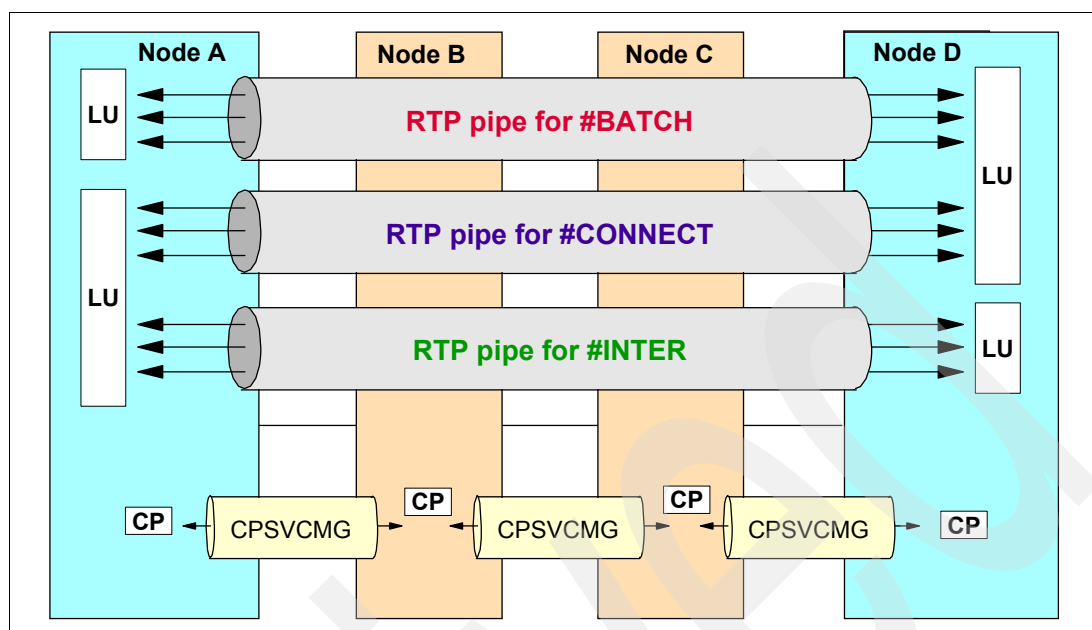 Node A
Node B
Node C
Node D
LU
RTP pipe for #BATCH
LU
RTP pipe for #CONNECT
LU
RTP pipe for #INTER
LU
CP
CPSVCMG
CP
CPSVCMG
CP
CPSVCMG
CP